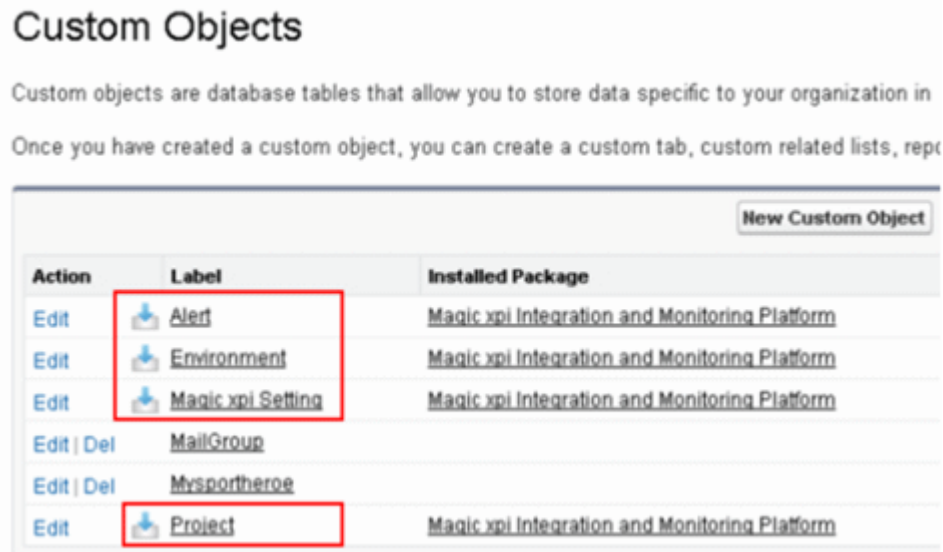 Custom Objects
Custom objects are database tables that allow you to store data specific to your organization in
Once you have created a custom object, you can create a custom tab, custom related lists, repo
New Custom Object
Action Label Installed Package
Edit Alert Magic xpi Integration and Monitoring Platform
Edit Environment Magic xpi Integration and Monitoring Platform
Edit Magic xpi Setting Magic xpi Integration and Monitoring Platform
Edit | Del MailGroup
Edit | Del Mysportheroe
Edit Project Magic xpi Integration and Monitoring Platform